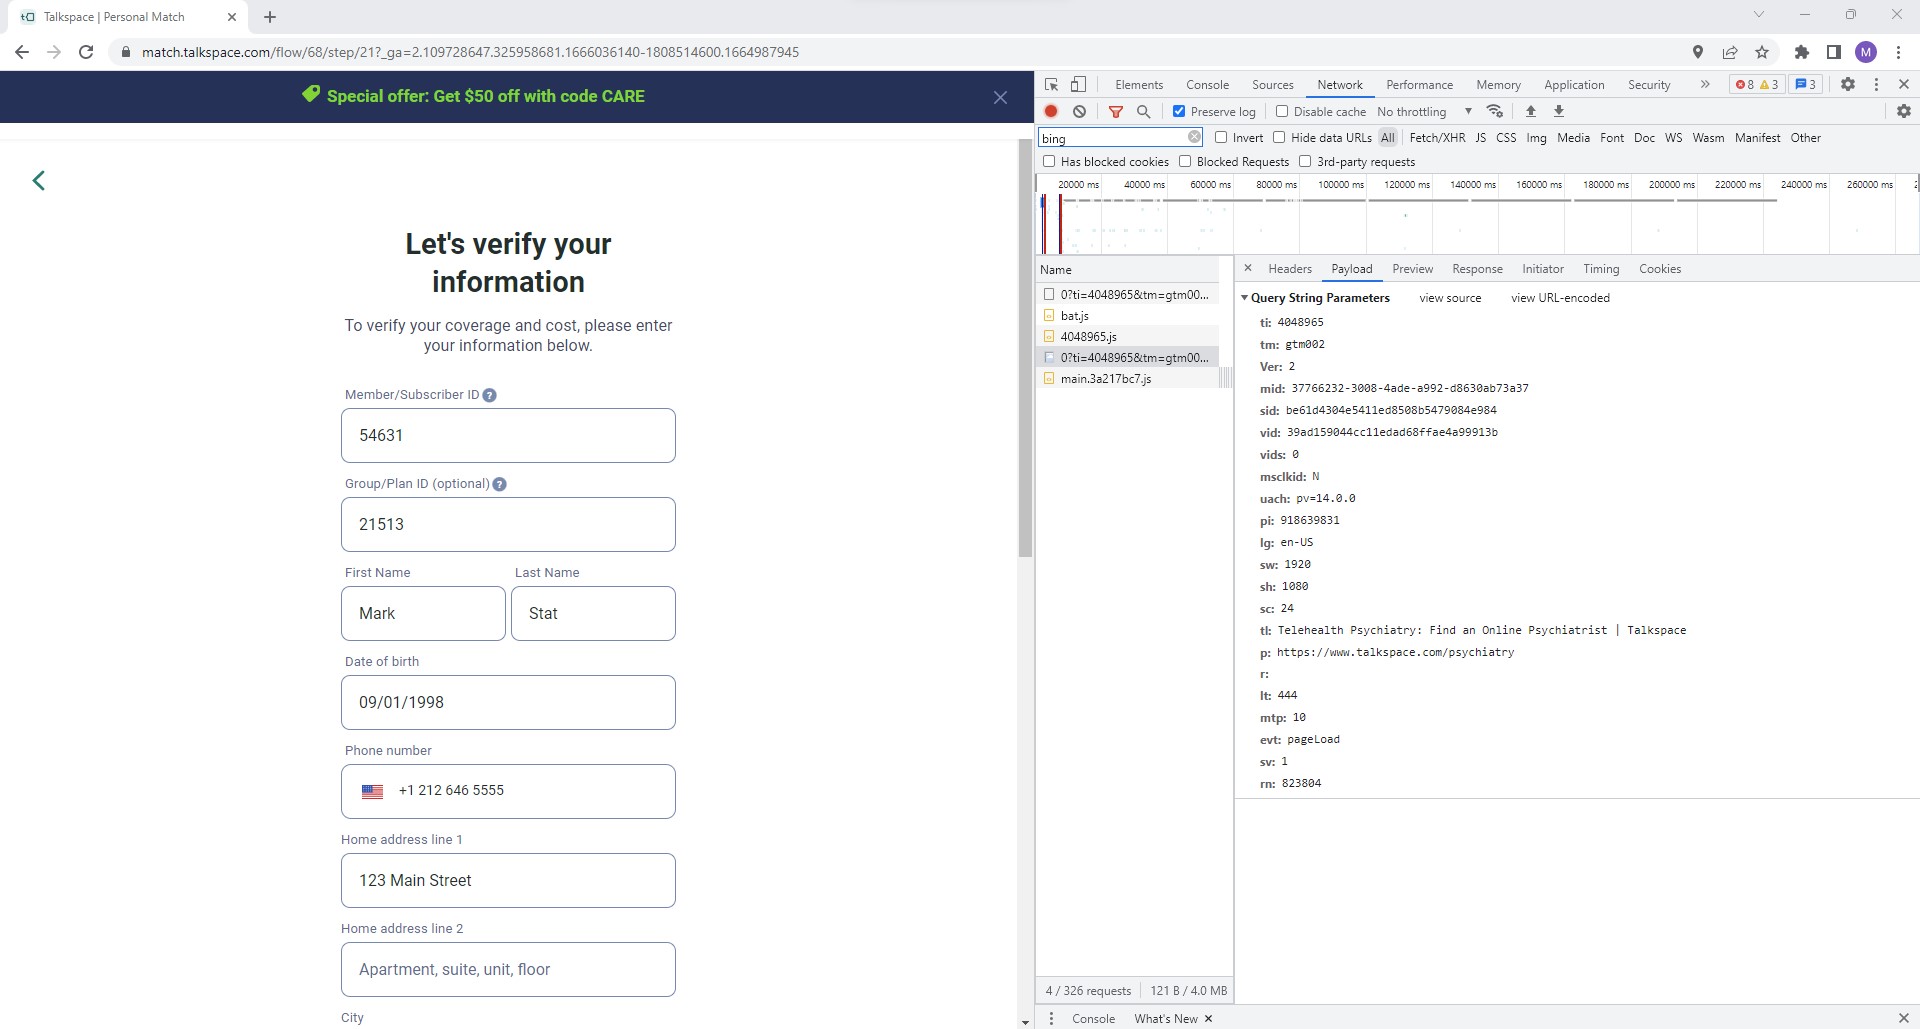 Talkspace | Personal Match
match.talkspace.com/flow/68/step/21?_ga=2.109728647.325958681.1666036140-1808514600.1664987945
M
Special offer: Get $50 off with code CARE
Let's verify your
information
To verify your coverage and cost, please enter
your information below.
Member/Subscriber ID ?
54631
Group/Plan ID (optional) ?
21513
First Name Last Name
Mark Stat
Date of birth
09/01/1998
Phone number
+1 212 646 5555
Home address line 1
123 Main Street
Home address line 2
Apartment, suite, unit, floor
City
Elements Console Sources Network Performance Memory Application Security » 8 3 3
Preserve log Disable cache No throttling
bing Invert Hide data URLs All Fetch/XHR JS CSS Img Media Font Doc WS Wasm Manifest Other
Has blocked cookies Blocked Requests 3rd-party requests
20000 ms 40000 ms 60000 ms 80000 ms 100000 ms 120000 ms 140000 ms 160000 ms 180000 ms 200000 ms 220000 ms 240000 ms 260000 ms
Name
0?ti=4048965&tm=gtm00...
bat.js
4048965.js
0?ti=4048965&tm=gtm00...
main.3a217bc7.js
4 / 326 requests 121 B / 4.0 MB
Headers Payload Preview Response Initiator Timing Cookies
Query String Parameters view source view URL-encoded
ti: 4048965
tm: gtm002
Ver: 2
mid: 37766232-3008-4ade-a992-d8630ab73a37
sid: be61d4304e5411ed8508b5479084e984
vid: 39ad159044cc11edad68ffae4a99913b
vids: 0
msclkid: N
uach: pv=14.0.0
pi: 918639831
lg: en-US
sw: 1920
sh: 1080
sc: 24
tl: Telehealth Psychiatry: Find an Online Psychiatrist | Talkspace
p: https://www.talkspace.com/psychiatry
r:
lt: 444
mtp: 10
evt: pageLoad
sv: 1
rn: 823804
Console What's New